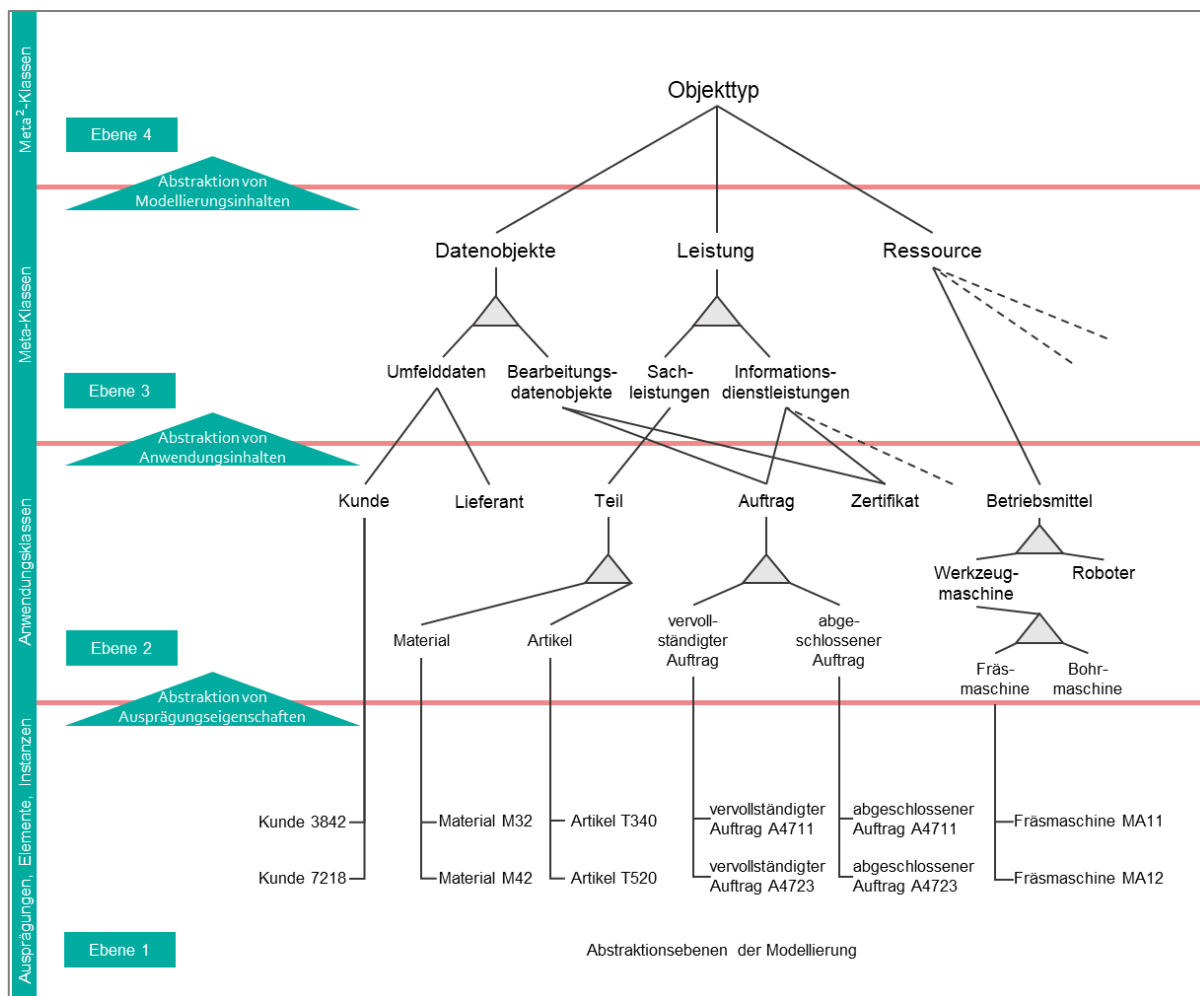 Meta²-Klassen
Objekttyp
Ebene 4
Abstraktion von
Modellierungsinhalten
Meta-Klassen
Datenobjekte
Leistung
Ressource
Umfelddaten
Bearbeitungs-
datenobjekte
Sach-
leistungen
Informations-
dienstleistungen
Ebene 3
Abstraktion von
Anwendungsinhalten
Anwendungsklassen
Kunde
Lieferant
Teil
Auftrag
Zertifikat
Betriebsmittel
Werkzeug-
maschine
Roboter
Material
Artikel
vervoll-
ständigter
Auftrag
abge-
schlossener
Auftrag
Fräs-
maschine
Bohr-
maschine
Ebene 2
Abstraktion von
Ausprägungseigenschaften
Ausprägungen, Elemente, Instanzen
Kunde 3842
Material M32
Artikel T340
vervollständigter
Auftrag A4711
abgeschlossener
Auftrag A4711
Fräsmaschine MA11
Kunde 7218
Material M42
Artikel T520
vervollständigter
Auftrag A4723
abgeschlossener
Auftrag A4723
Fräsmaschine MA12
Ebene 1
Abstraktionsebenen der Modellierung